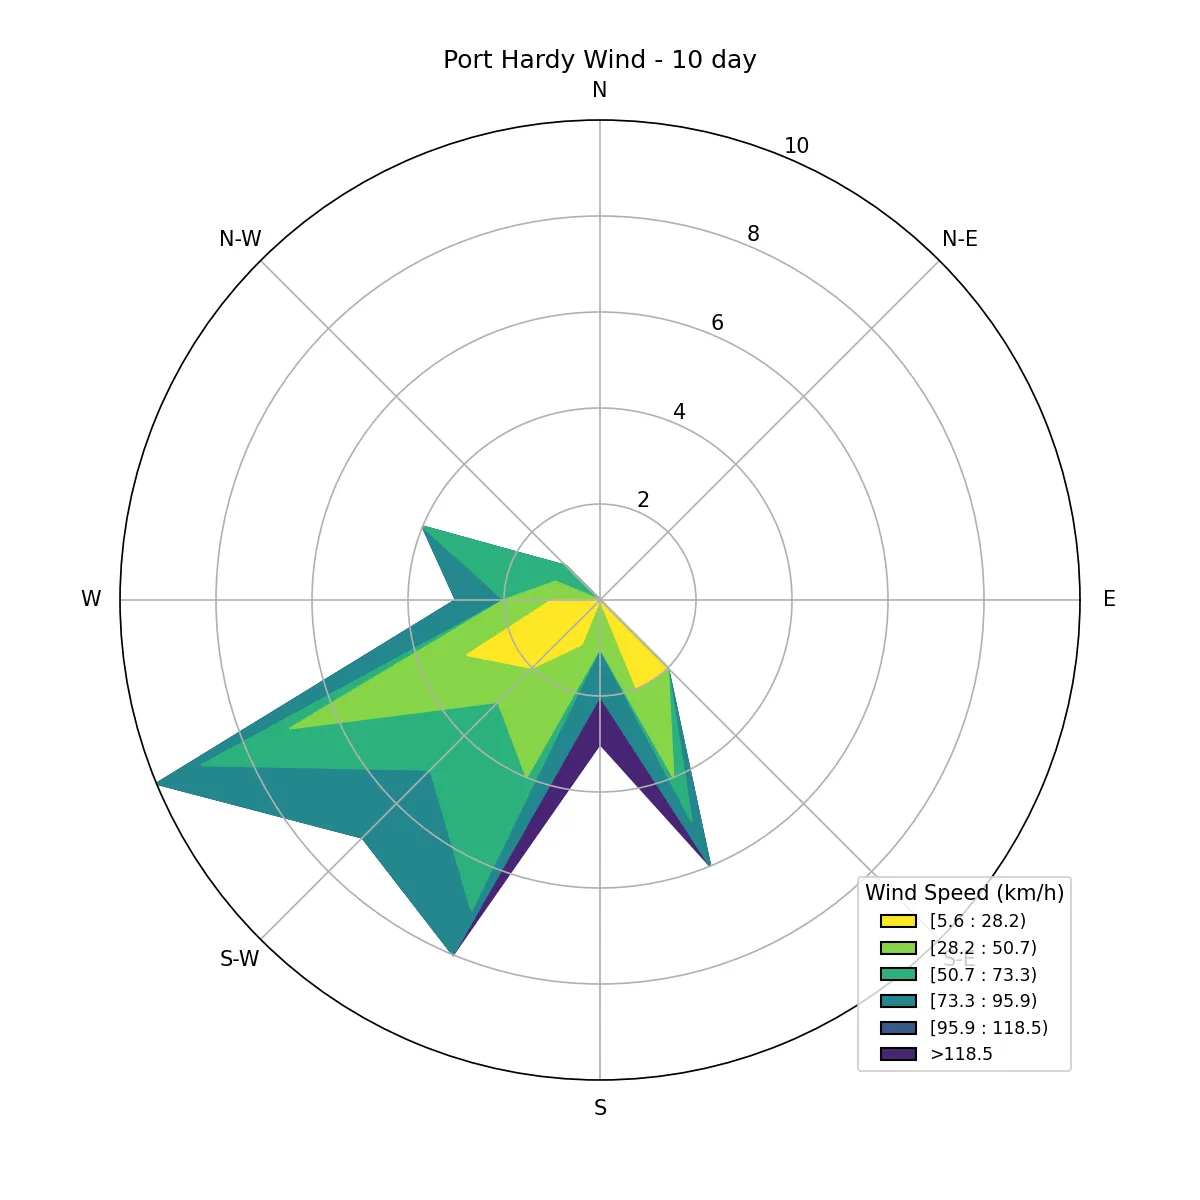 Port Hardy Wind - 10 day
N
10
N-W
8
N-E
6
4
2
W
E
Wind Speed (km/h)
[5.6 : 28.2)
[28.2 : 50.7)
S-W
S-E
[50.7 : 73.3)
[73.3 : 95.9)
[95.9 : 118.5)
>118.5
S